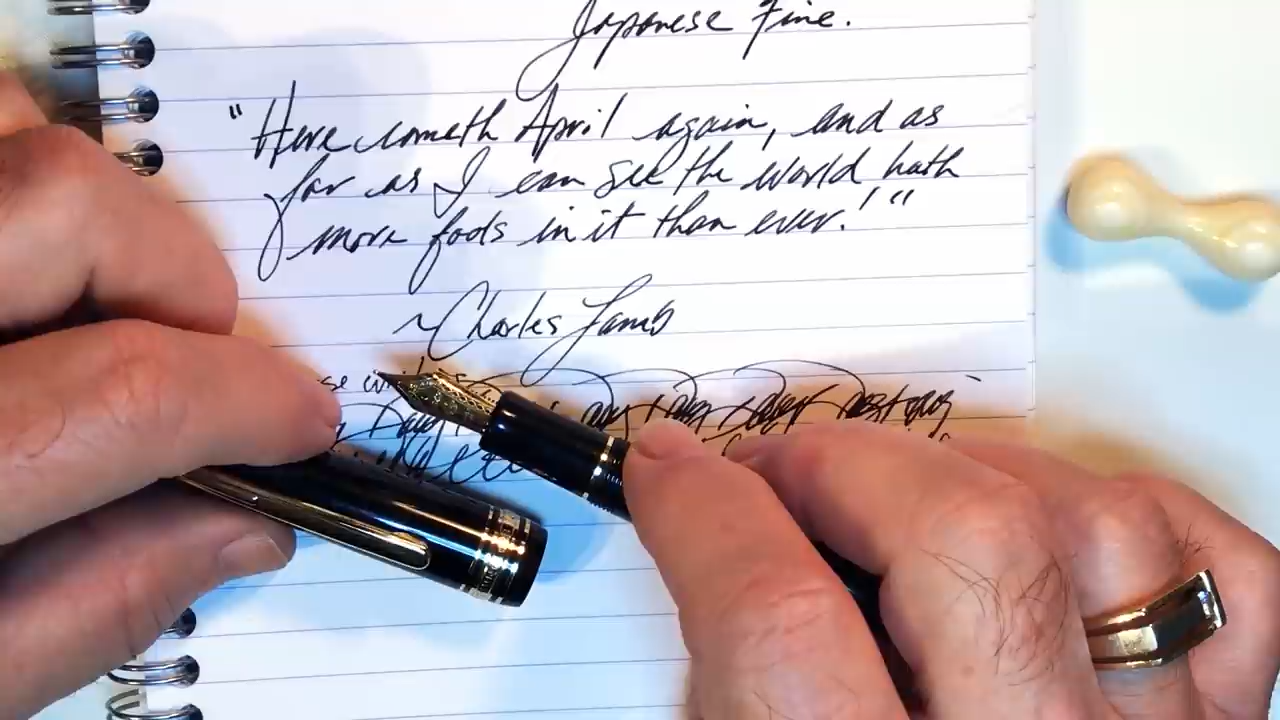 Japanese Fine.
"Here cometh April again, and as
far as I can see the world hath
more fools in it than ever!"
~Charles Lamb